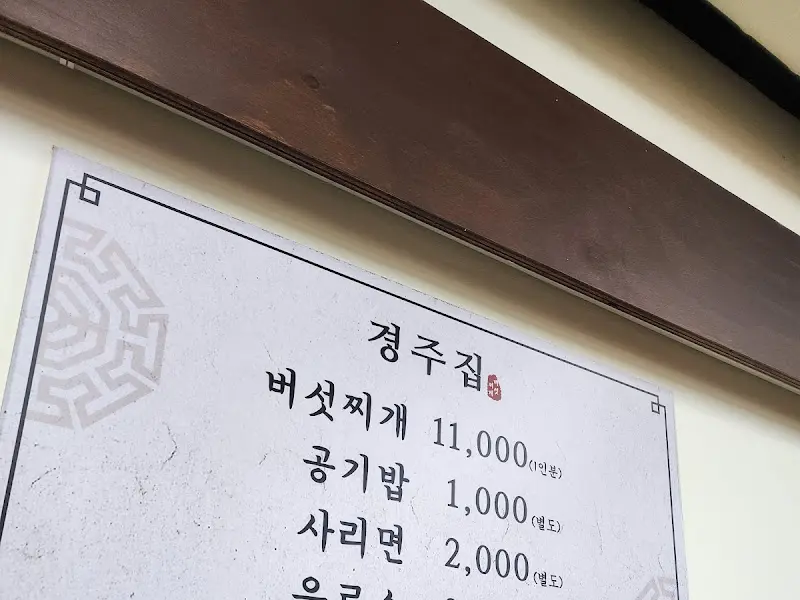 경주집
버섯찌개 11,000(1인분)
공기밥 1,000(별도)
사리면 2,000(별도)